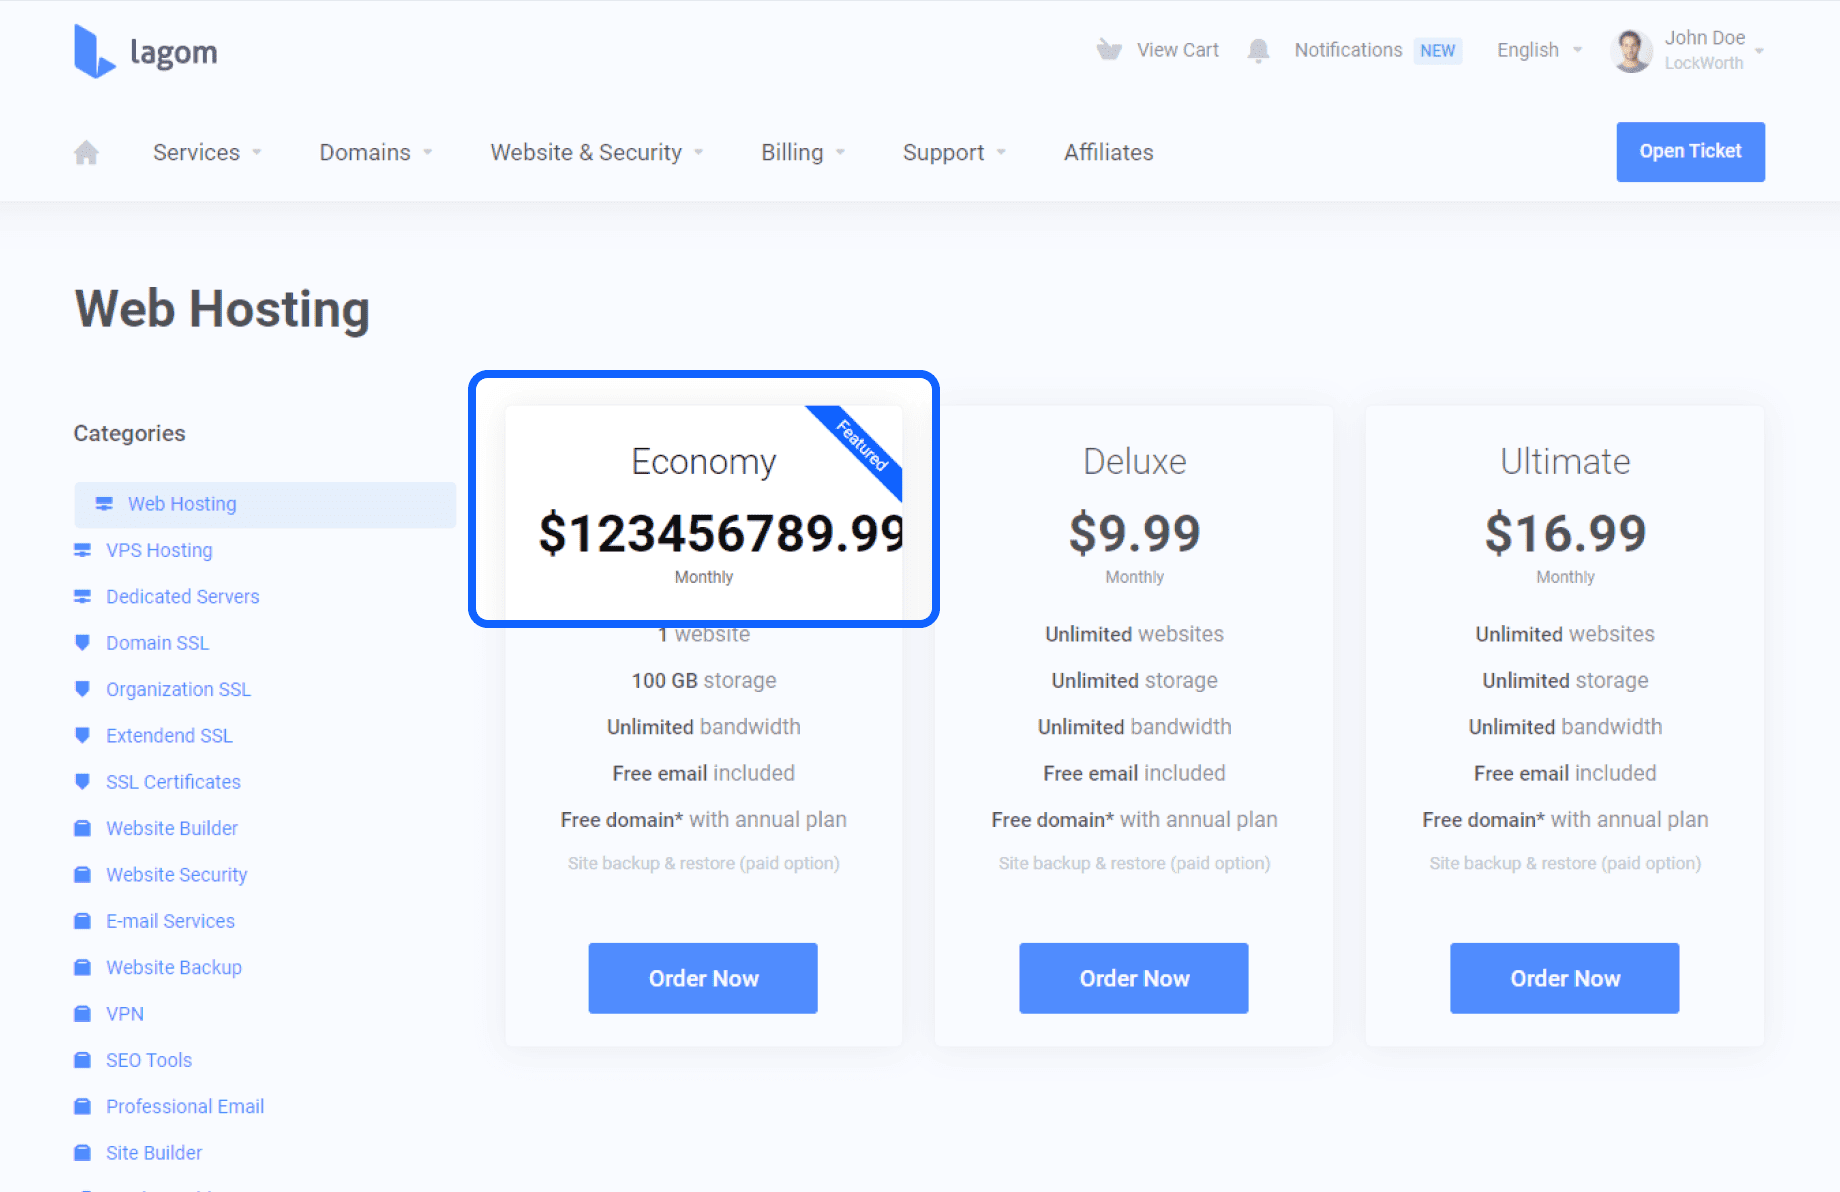 lagom
View Cart
Notifications NEW
English
John Doe
LockWorth
Services
Domains
Website & Security
Billing
Support
Affiliates
Open Ticket
Web Hosting
Categories
Web Hosting
VPS Hosting
Dedicated Servers
Domain SSL
Organization SSL
Extendend SSL
SSL Certificates
Website Builder
Website Security
E-mail Services
Website Backup
VPN
SEO Tools
Professional Email
Site Builder
Featured
Economy
$123456789.99
Monthly
1 website
100 GB storage
Unlimited bandwidth
Free email included
Free domain* with annual plan
Site backup & restore (paid option)
Order Now
Deluxe
$9.99
Monthly
Unlimited websites
Unlimited storage
Unlimited bandwidth
Free email included
Free domain* with annual plan
Site backup & restore (paid option)
Order Now
Ultimate
$16.99
Monthly
Unlimited websites
Unlimited storage
Unlimited bandwidth
Free email included
Free domain* with annual plan
Site backup & restore (paid option)
Order Now